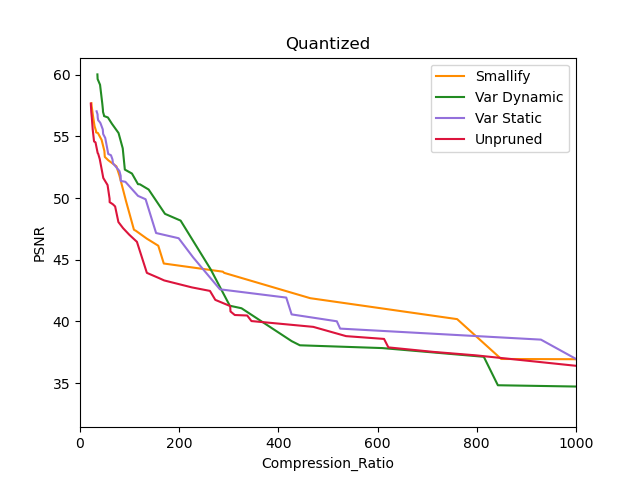 Quantized
60
55
50
45
40
35
PSNR
0 200 400 600 800 1000
Compression_Ratio
Smallify
Var Dynamic
Var Static
Unpruned